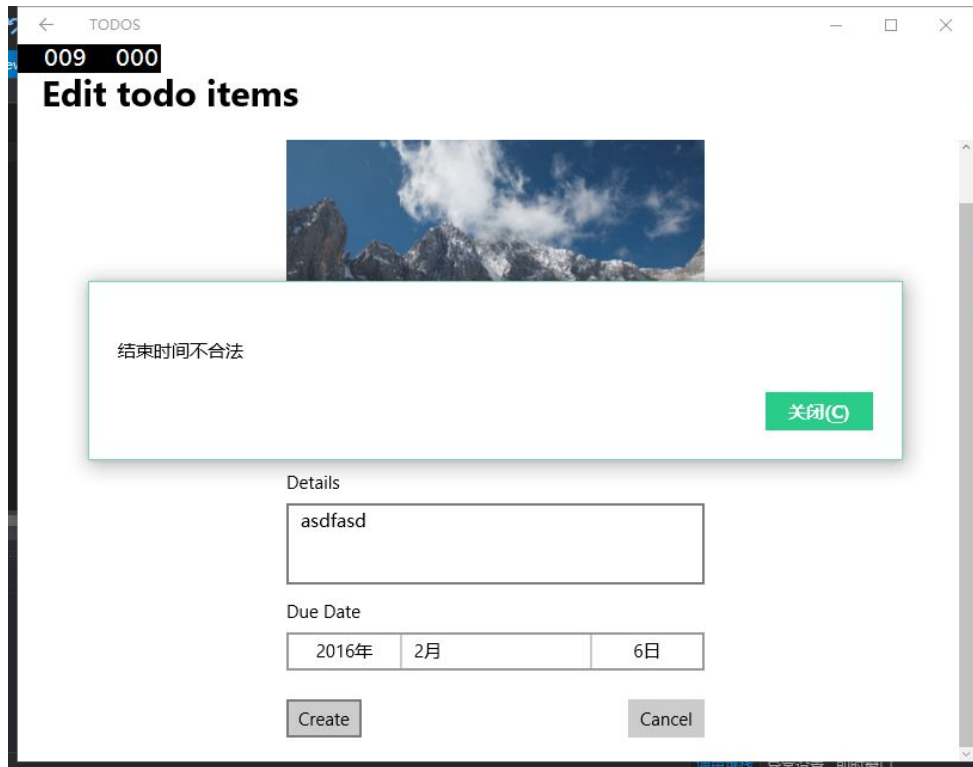 TODOS
009 000
Edit todo items
结束时间不合法
关闭(C)
Details
asdfasd
Due Date
2016年 2月 6日
Create Cancel